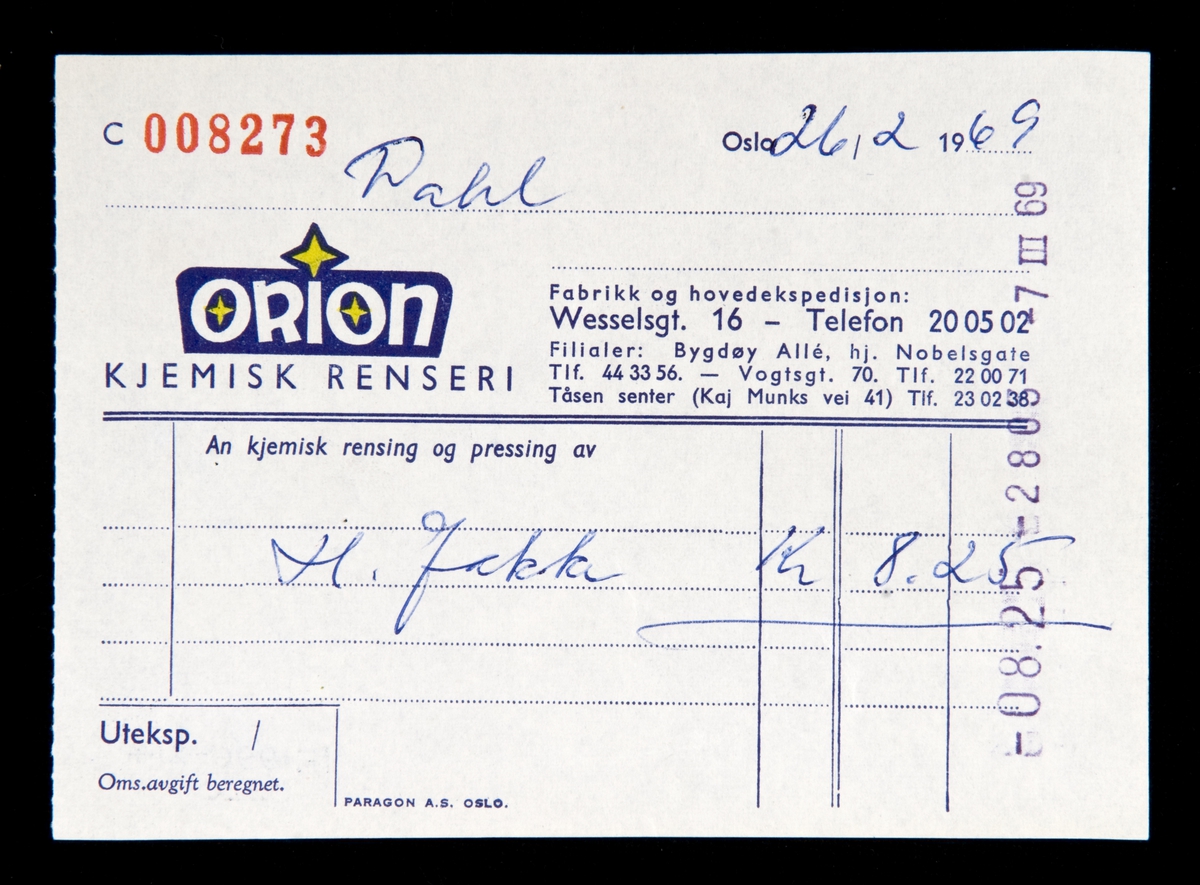 C 008273
Oslo 26/2 1969
Dahl
ORION
KJEMISK RENSERI
Fabrikk og hovedekspedisjon:
Wesselsgt. 16 – Telefon 20 05 02
Filialer: Bygdøy Allé, hj. Nobelsgate
Tlf. 44 33 56. — Vogtsgt. 70. Tlf. 22 00 71
Tåsen senter (Kaj Munks vei 41) Tlf. 23 02 38
An kjemisk rensing og pressing av
H. Jakke Kr 8.25
Uteksp. /
Oms.avgift beregnet.
PARAGON A.S. OSLO.
-7 III 69
-08.25